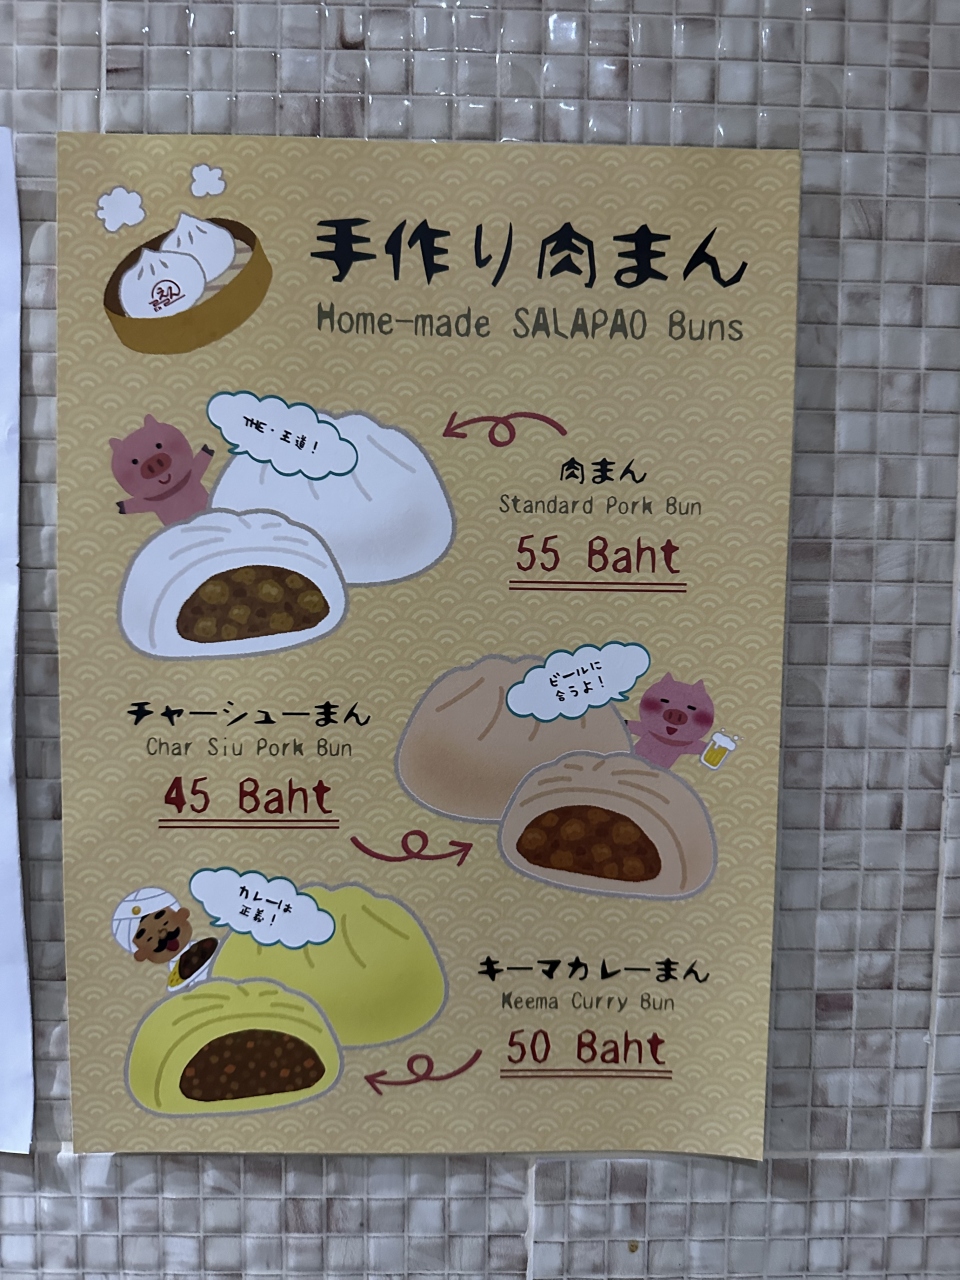 手作り肉まん
Home-made SALAPAO Buns
THE・王道!
肉まん
Standard Pork Bun
55 Baht
ビールに
合うよ!
チャーシューまん
Char Siu Pork Bun
45 Baht
カレーは
正義!
キーマカレーまん
Keema Curry Bun
50 Baht